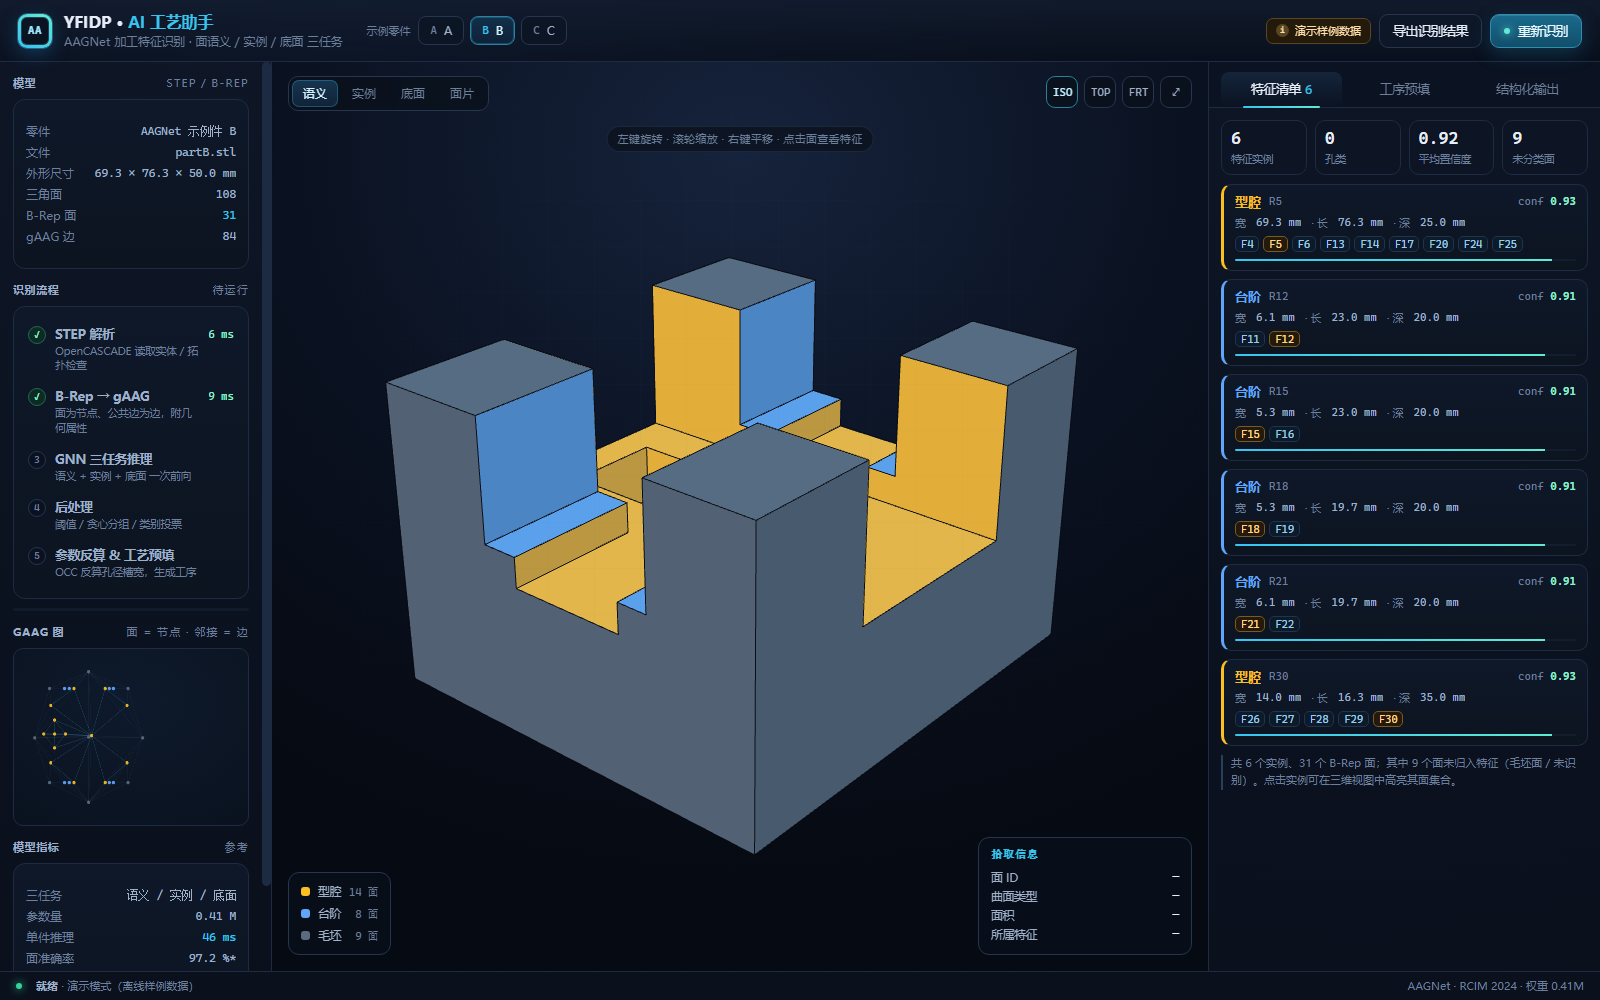 AA
YFIDP • AI 工艺助手
AAGNet 加工特征识别 · 面语义 / 实例 / 底面 三任务
示例零件 A A B B C C
i 演示样例数据
导出识别结果
重新识别
模型 STEP / B-REP
零件 AAGNet 示例件 B
文件 partB.stl
外形尺寸 69.3 × 76.3 × 50.0 mm
三角面 108
B-Rep 面 31
gAAG 边 84
识别流程 待运行
✓ STEP 解析 6 ms
OpenCASCADE 读取实体 / 拓
扑检查
✓ B-Rep → gAAG 9 ms
面为节点、公共边为边，附几
何属性
3 GNN 三任务推理
语义 + 实例 + 底面 一次前向
4 后处理
阈值 / 贪心分组 / 类别投票
5 参数反算 & 工艺预填
OCC 反算孔径槽宽，生成工序
GAAG 图 面 = 节点 · 邻接 = 边
模型指标 参考
三任务 语义 / 实例 / 底面
参数量 0.41 M
单件推理 46 ms
面准确率 97.2 %*
语义 实例 底面 面片
ISO TOP FRT ⤢
左键旋转 · 滚轮缩放 · 右键平移 · 点击面查看特征
型腔 14 面
台阶 8 面
毛坯 9 面
拾取信息
面 ID —
曲面类型 —
面积 —
所属特征 —
特征清单 6 工序预填 结构化输出
6 0 0.92 9
特征实例 孔类 平均置信度 未分类面
型腔 R5 conf 0.93
宽 69.3 mm · 长 76.3 mm · 深 25.0 mm
F4 F5 F6 F13 F14 F17 F20 F24 F25
台阶 R12 conf 0.91
宽 6.1 mm · 长 23.0 mm · 深 20.0 mm
F11 F12
台阶 R15 conf 0.91
宽 5.3 mm · 长 23.0 mm · 深 20.0 mm
F15 F16
台阶 R18 conf 0.91
宽 5.3 mm · 长 19.7 mm · 深 20.0 mm
F18 F19
台阶 R21 conf 0.91
宽 6.1 mm · 长 19.7 mm · 深 20.0 mm
F21 F22
型腔 R30 conf 0.93
宽 14.0 mm · 长 16.3 mm · 深 35.0 mm
F26 F27 F28 F29 F30
共 6 个实例、31 个 B-Rep 面；其中 9 个面未归入特征（毛坯面 / 未识
别）。点击实例可在三维视图中高亮其面集合。
就绪 · 演示模式（离线样例数据）
AAGNet · RCIM 2024 · 权重 0.41M